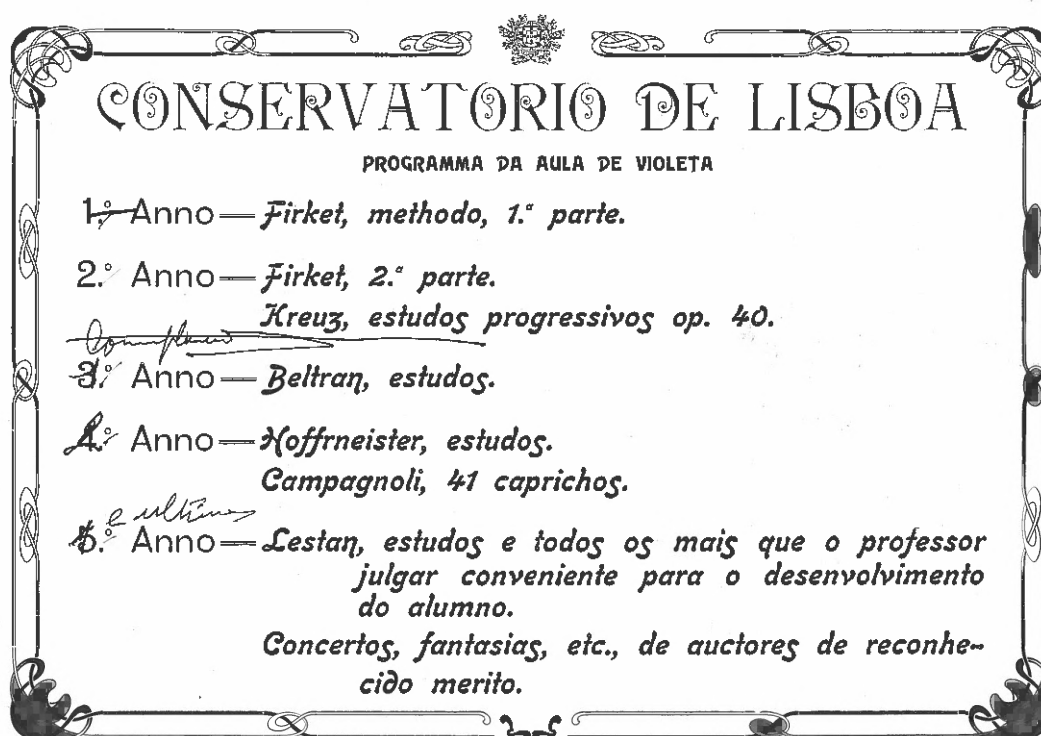 CONSERVATORIO DE LISBOA
PROGRAMMA DA AULA DE VIOLETA
1.º Anno — Firket, methodo, 1.ª parte.
2.º Anno — Firket, 2.ª parte.
Kreuz, estudos progressivos op. 40.
3.º Anno — Beltran, estudos.
4.º Anno — Hoffrneister, estudos.
Campagnoli, 41 caprichos.
e ultimo
5.º Anno — Lestan, estudos e todos os mais que o professor
julgar conveniente para o desenvolvimento
do alumno.
Concertos, fantasias, etc., de auctores de reconhe-
cido merito.